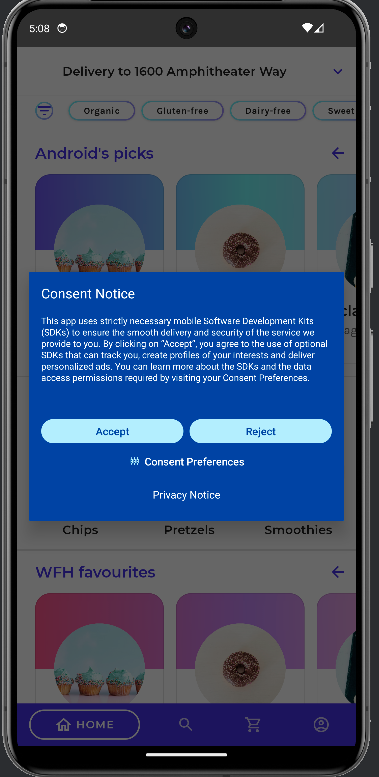 5:08
Delivery to 1600 Amphitheater Way
Organic
Gluten-free
Dairy-free
Sweet
Android's picks
Consent Notice
This app uses strictly necessary mobile Software Development Kits
(SDKs) to ensure the smooth delivery and security of the service we
provide to you. By clicking on “Accept”, you agree to the use of optional
SDKs that can track you, create profiles of your interests and deliver
personalized ads. You can learn more about the SDKs and the data
access permissions required by visiting your Consent Preferences.
Accept
Reject
Consent Preferences
Privacy Notice
Chips
Pretzels
Smoothies
WFH favourites
HOME